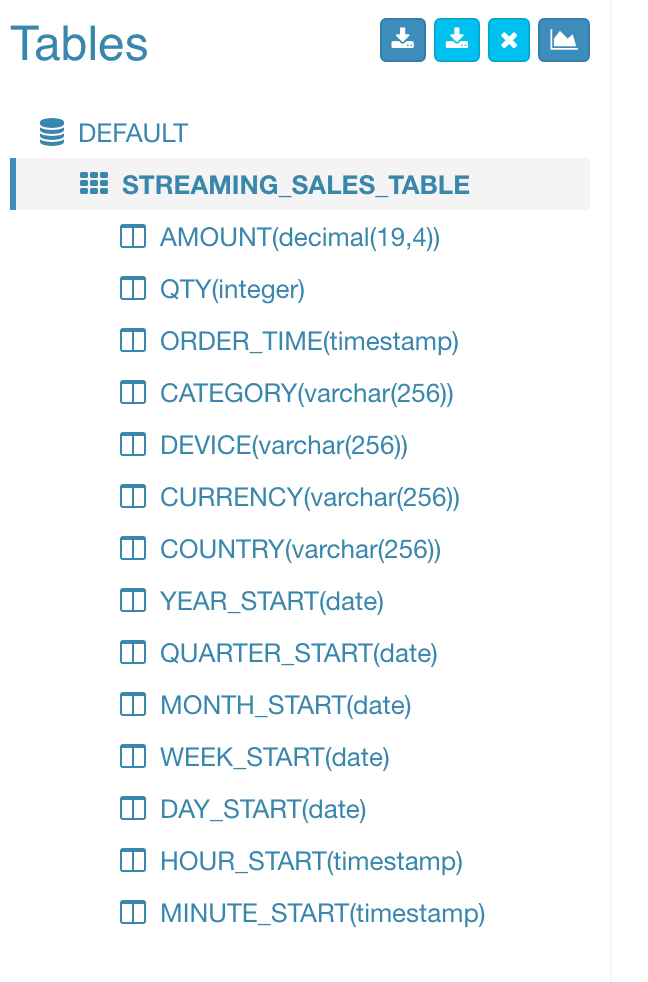 Tables
DEFAULT
STREAMING_SALES_TABLE
AMOUNT(decimal(19,4))
QTY(integer)
ORDER_TIME(timestamp)
CATEGORY(varchar(256))
DEVICE(varchar(256))
CURRENCY(varchar(256))
COUNTRY(varchar(256))
YEAR_START(date)
QUARTER_START(date)
MONTH_START(date)
WEEK_START(date)
DAY_START(date)
HOUR_START(timestamp)
MINUTE_START(timestamp)